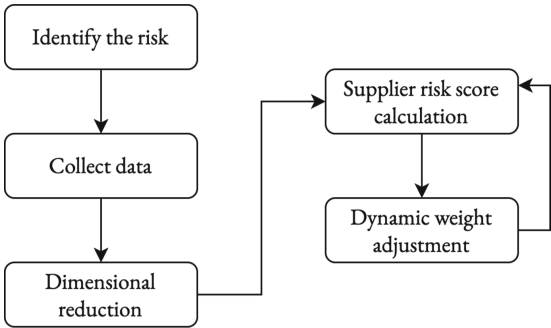 Identify the risk
Collect data
Dimensional
reduction
Supplier risk score
calculation
Dynamic weight
adjustment